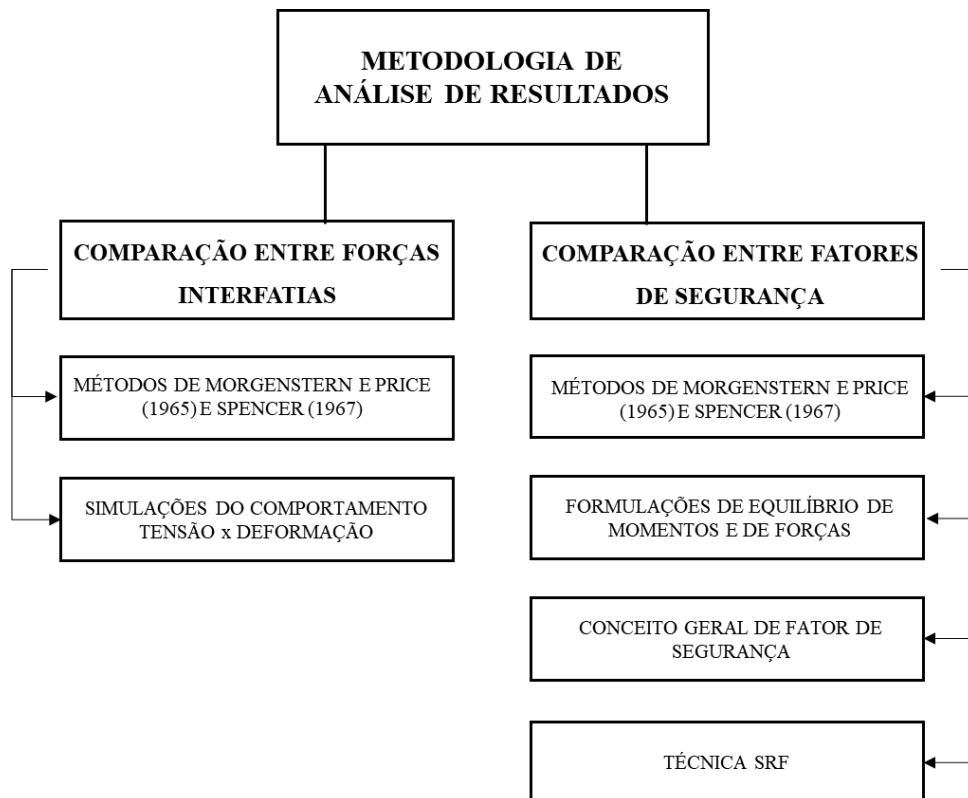 METODOLOGIA DE
ANÁLISE DE RESULTADOS
COMPARAÇÃO ENTRE FORÇAS
INTERFATIAS
MÉTODOS DE MORGENSTERN E PRICE
(1965) E SPENCER (1967)
SIMULAÇÕES DO COMPORTAMENTO
TENSÃO x DEFORMAÇÃO
COMPARAÇÃO ENTRE FATORES
DE SEGURANÇA
MÉTODOS DE MORGENSTERN E PRICE
(1965) E SPENCER (1967)
FORMULAÇÕES DE EQUILÍBRIO DE
MOMENTOS E DE FORÇAS
CONCEITO GERAL DE FATOR DE
SEGURANÇA
TÉCNICA SRF